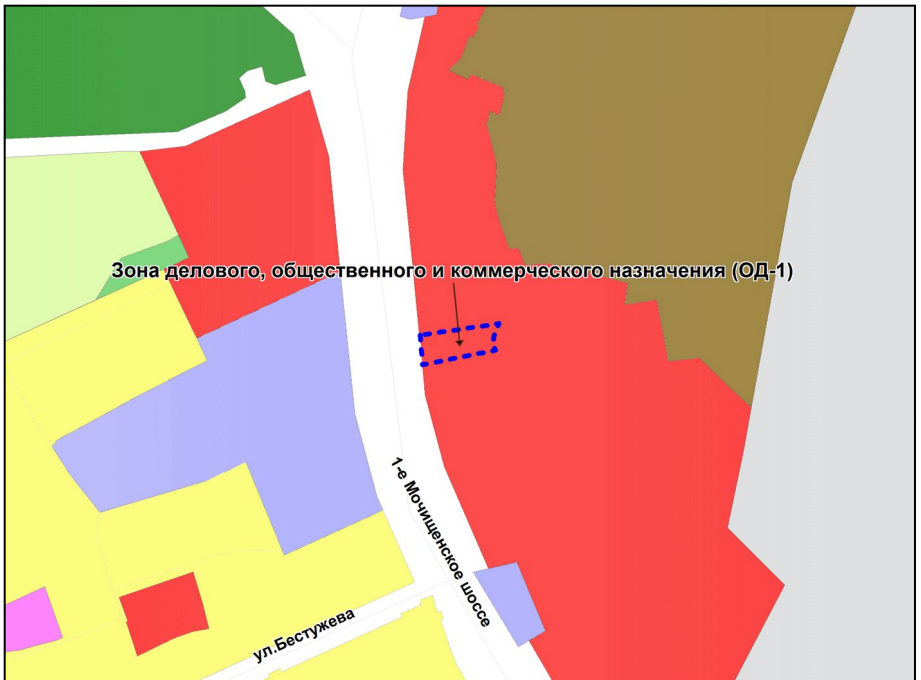 Зона делового, общественного и коммерческого назначения (ОД-1)
1-е Мочищенское шоссе
ул.Бестужева